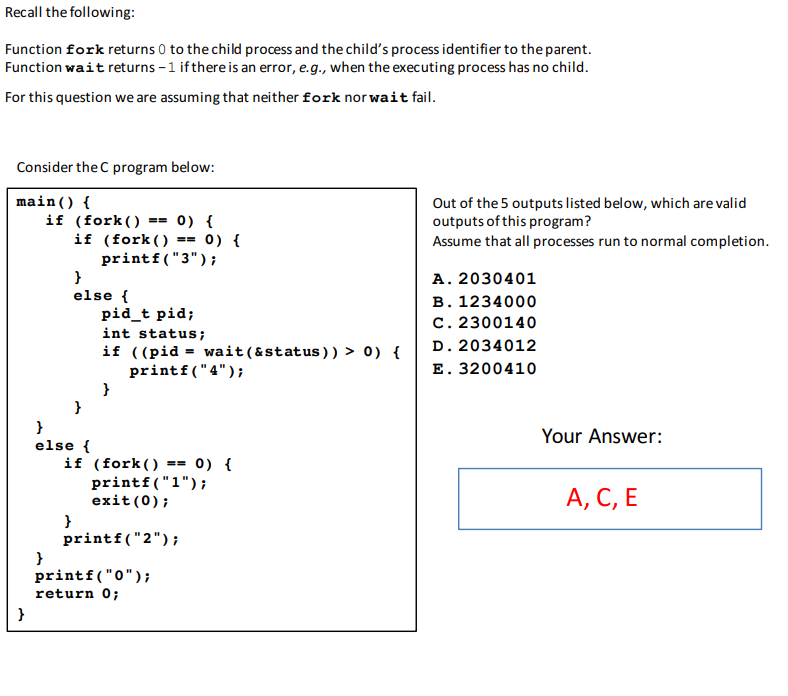 Recall the following:
Function fork returns 0 to the child process and the child's process identifier to the parent.
Function wait returns –1 if there is an error, e.g., when the executing process has no child.
For this question we are assuming that neither fork nor wait fail.
Consider the C program below:
main() {
if (fork() == 0) {
if (fork() == 0) {
printf("3");
}
else {
pid_t pid;
int status;
if ((pid = wait(&status)) > 0) {
printf("4");
}
}
}
else {
if (fork() == 0) {
printf("1");
exit(0);
}
printf("2");
}
printf("0");
return 0;
}
Out of the 5 outputs listed below, which are valid
outputs of this program?
Assume that all processes run to normal completion.
A. 2030401
B. 1234000
C. 2300140
D. 2034012
E. 3200410
Your Answer:
A, C, E